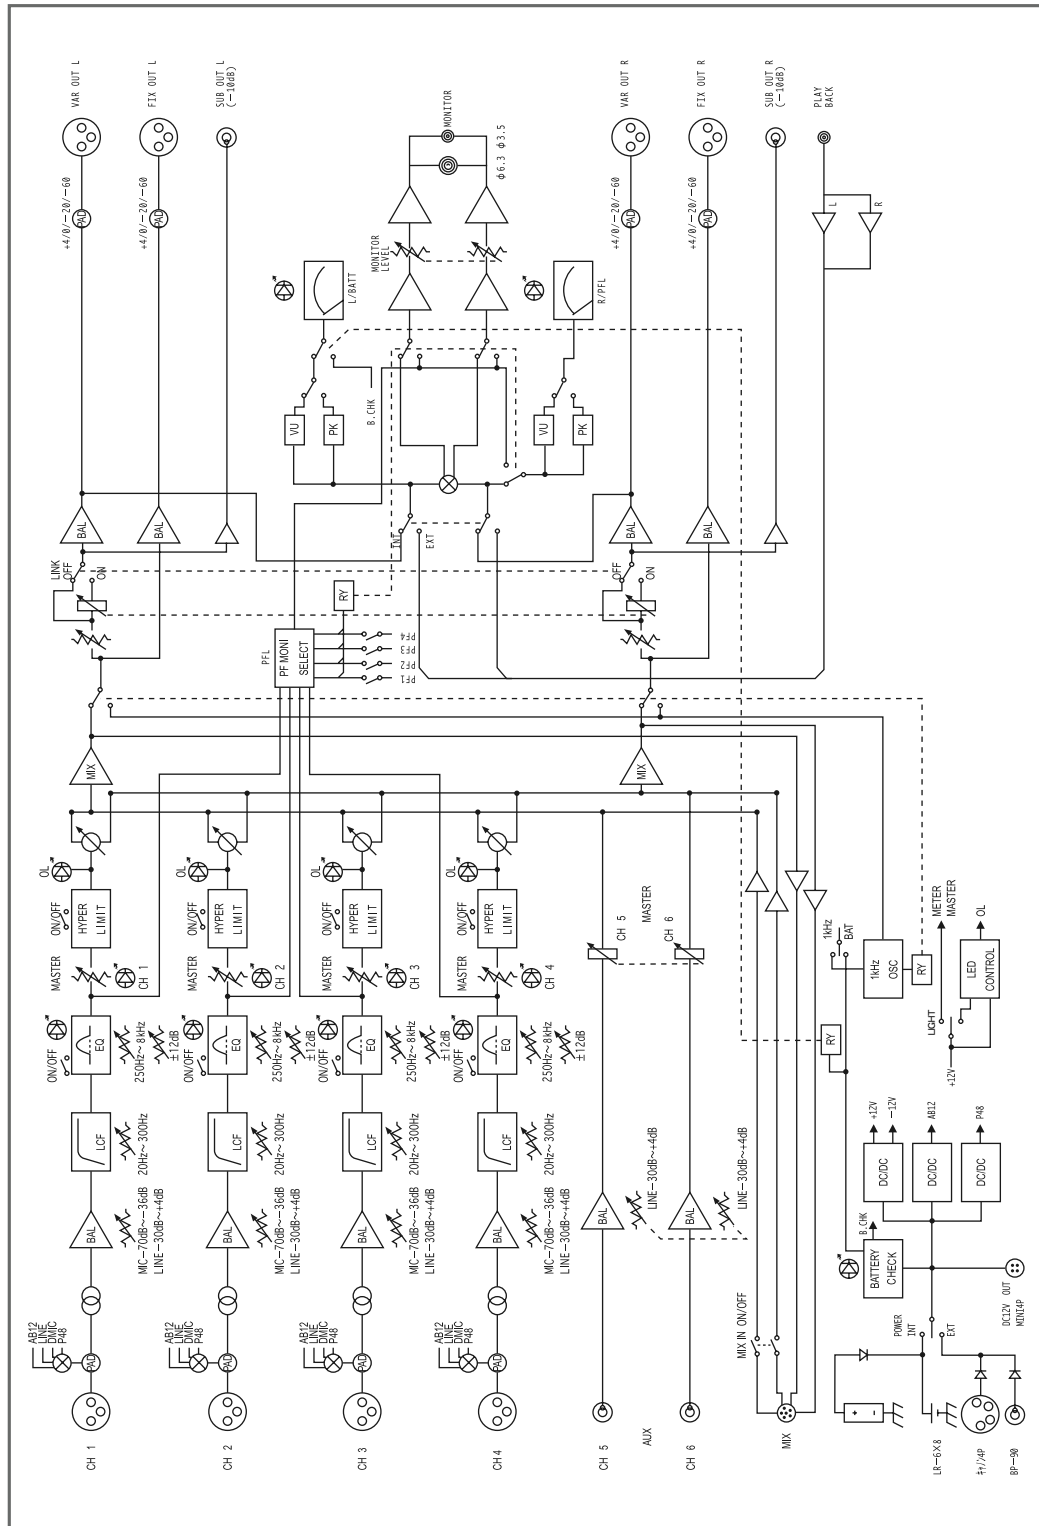 CH 1
AB12
LINE
DMIC
P48
PAD
BAL
MIC−70dB~−36dB
LINE−30dB~+4dB
LCF
20Hz~300Hz
ON/OFF
EQ
250Hz~8kHz
±12dB
MASTER
CH 1
ON/OFF
HYPER
LIMIT
OL
MIX
LINK
OFF
ON
BAL
BAL
+4/0/−20/−60
PAD
VAR OUT L
+4/0/−20/−60
PAD
FIX OUT L
SUB OUT L
(−10dB)
CH 2
AB12
LINE
DMIC
P48
PAD
BAL
MIC−70dB~−36dB
LINE−30dB~+4dB
LCF
20Hz~300Hz
ON/OFF
EQ
250Hz~8kHz
±12dB
MASTER
CH 2
ON/OFF
HYPER
LIMIT
OL
CH 3
AB12
LINE
DMIC
P48
PAD
BAL
MIC−70dB~−36dB
LINE−30dB~+4dB
LCF
20Hz~300Hz
ON/OFF
EQ
250Hz~8kHz
±12dB
MASTER
CH 3
ON/OFF
HYPER
LIMIT
OL
CH4
AB12
LINE
DMIC
P48
PAD
BAL
MIC−70dB~−36dB
LINE−30dB~+4dB
LCF
20Hz~300Hz
ON/OFF
EQ
250Hz~8kHz
±12dB
MASTER
CH 4
ON/OFF
HYPER
LIMIT
OL
PFL
PF MONI
SELECT
PF4
PF3
PF2
PF1
RY
INT
EXT
VU
PK
B.CHK
L/BATT
MONITOR
LEVEL
MONITOR
φ6.3 φ3.5
VU
PK
R/PFL
CH 5
AUX
CH 6
BAL
LINE−30dB~+4dB
BAL
LINE−30dB~+4dB
CH 5
MASTER
CH 6
MIX
OFF
ON
BAL
BAL
+4/0/−20/−60
PAD
VAR OUT R
+4/0/−20/−60
PAD
FIX OUT R
SUB OUT R
(−10dB)
L
R
PLAY
BACK
MIX
MIX IN ON/OFF
RY
1kHz
BAT
1kHz
OSC
RY
LIGHT
+12V
METER
MASTER
LED
CONTROL
OL
LR−6×8
ｷｬﾉﾝ4P
BP−90
POWER
INT
EXT
DC12V OUT
MINI4P
BATTERY
CHECK
B.CHK
DC/DC
+12V
−12V
DC/DC
AB12
DC/DC
P48